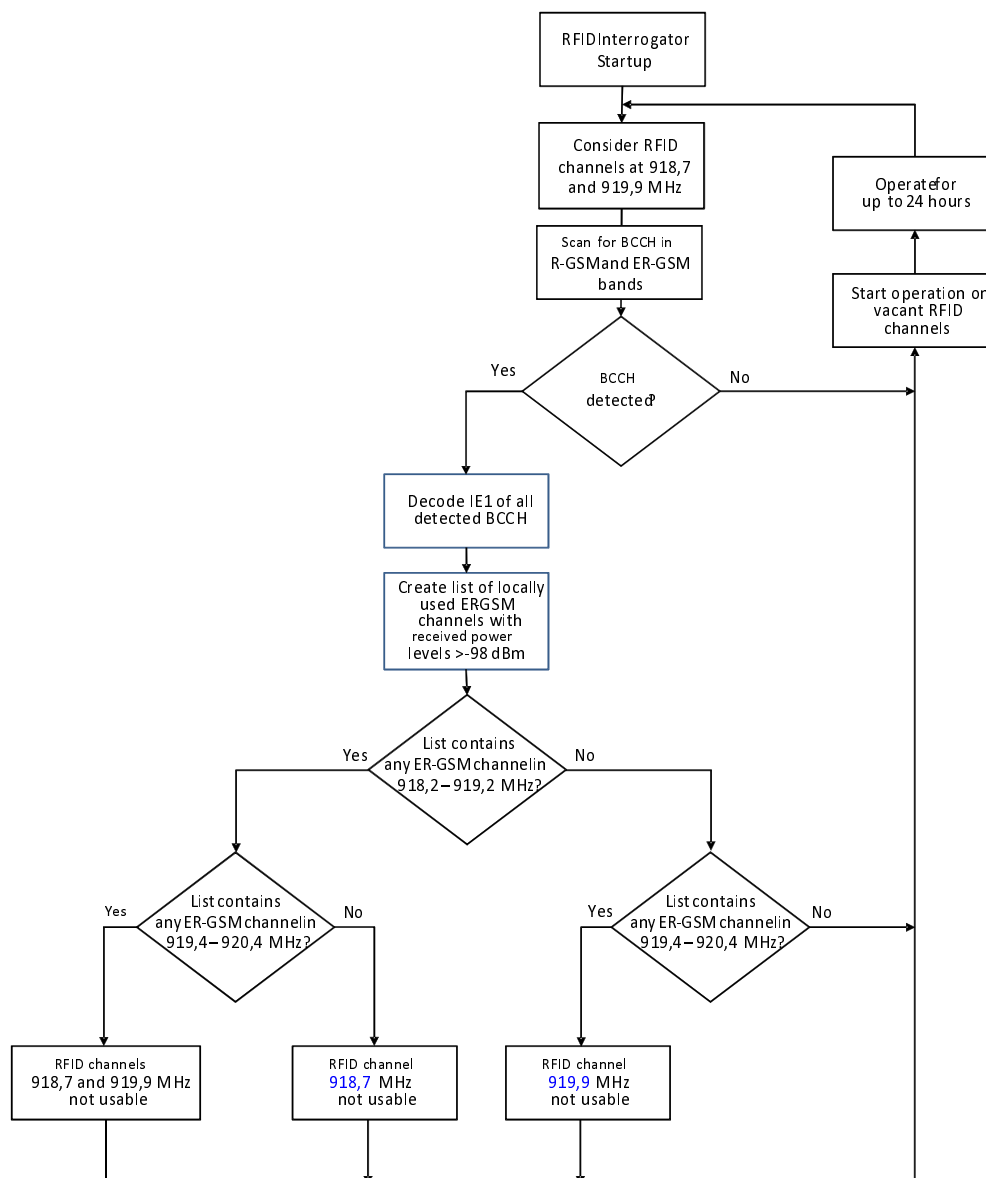 RFID Interrogator
Startup
Consider RFID
channels at 918,7
and 919,9 MHz
Operate for
up to 24 hours
Scan for BCCH in
R-GSM and ER-GSM
bands
Start operation on
vacant RFID
channels
Yes
BCCH
detected?
No
Decode IE1 of all
detected BCCH
Create list of locally
used ER-GSM
channels with
received power
levels >-98 dBm
Yes
List contains
any ER-GSM channel in
918,2 – 919,2 MHz?
No
Yes
List contains
any ER-GSM channel in
919,4 – 920,4 MHz?
No
Yes
List contains
any ER-GSM channel in
919,4 – 920,4 MHz?
No
RFID channels
918,7 and 919,9 MHz
not usable
RFID channel
918,7 MHz
not usable
RFID channel
919,9 MHz
not usable